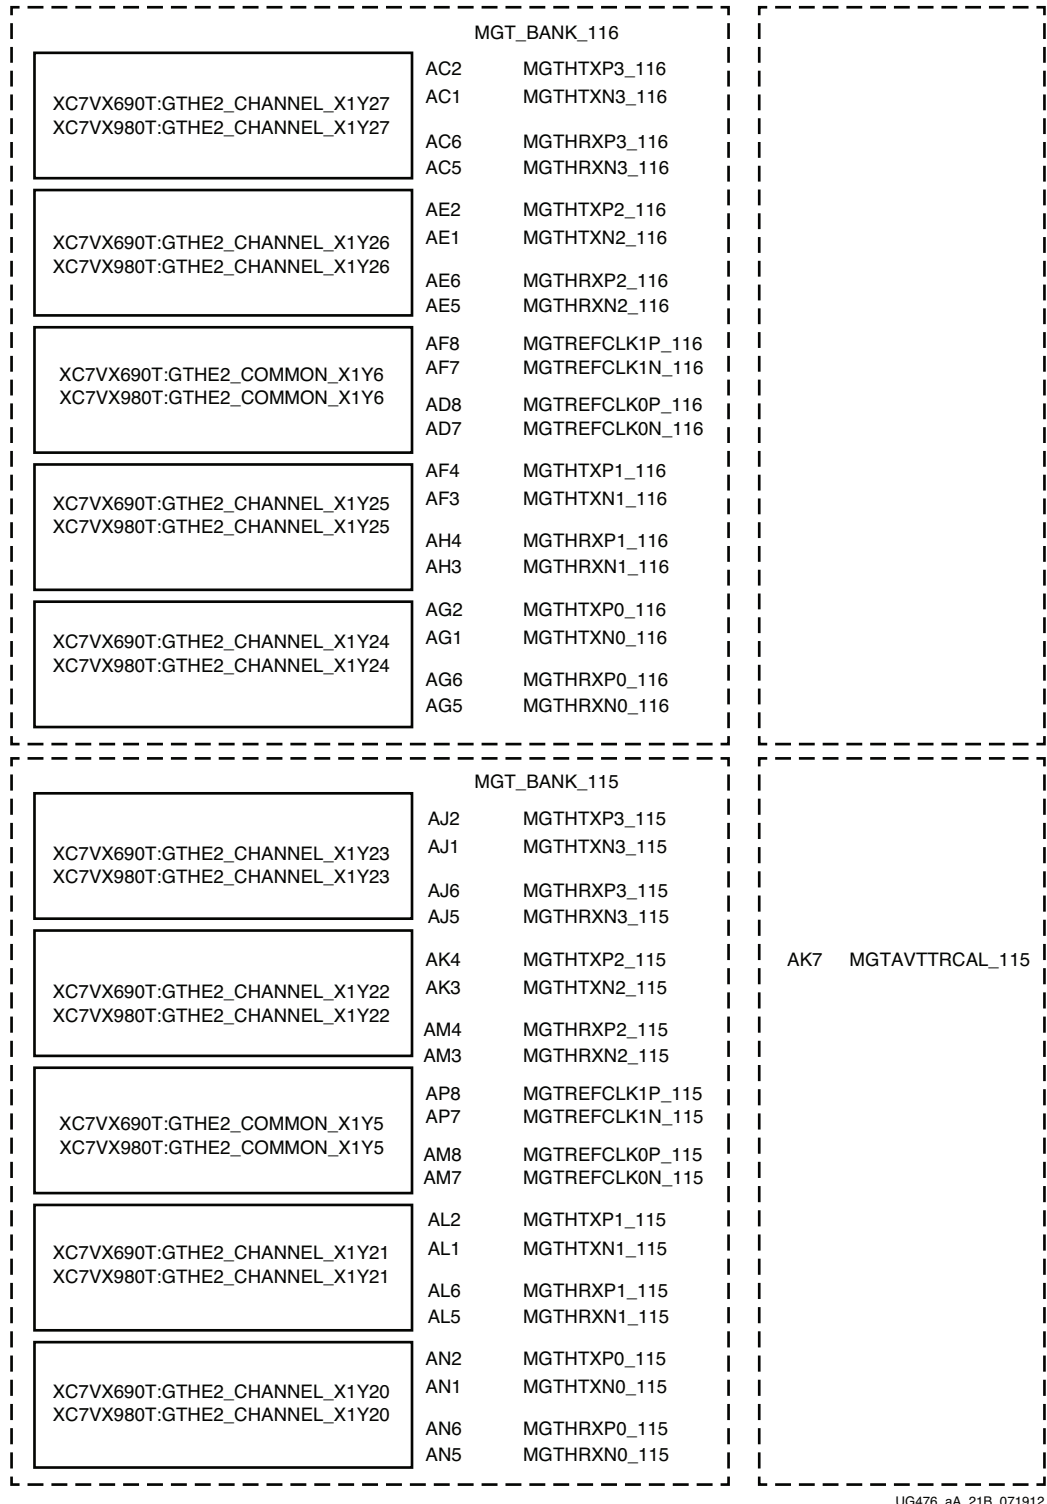 MGT_BANK_116
AC2 MGTHTXP3_116
AC1 MGTHTXN3_116
XC7VX690T:GTHE2_CHANNEL_X1Y27
XC7VX980T:GTHE2_CHANNEL_X1Y27
AC6 MGTHRXP3_116
AC5 MGTHRXN3_116
AE2 MGTHTXP2_116
AE1 MGTHTXN2_116
XC7VX690T:GTHE2_CHANNEL_X1Y26
XC7VX980T:GTHE2_CHANNEL_X1Y26
AE6 MGTHRXP2_116
AE5 MGTHRXN2_116
AF8 MGTREFCLK1P_116
AF7 MGTREFCLK1N_116
XC7VX690T:GTHE2_COMMON_X1Y6
XC7VX980T:GTHE2_COMMON_X1Y6
AD8 MGTREFCLK0P_116
AD7 MGTREFCLK0N_116
AF4 MGTHTXP1_116
AF3 MGTHTXN1_116
XC7VX690T:GTHE2_CHANNEL_X1Y25
XC7VX980T:GTHE2_CHANNEL_X1Y25
AH4 MGTHRXP1_116
AH3 MGTHRXN1_116
AG2 MGTHTXP0_116
AG1 MGTHTXN0_116
XC7VX690T:GTHE2_CHANNEL_X1Y24
XC7VX980T:GTHE2_CHANNEL_X1Y24
AG6 MGTHRXP0_116
AG5 MGTHRXN0_116
MGT_BANK_115
AJ2 MGTHTXP3_115
AJ1 MGTHTXN3_115
XC7VX690T:GTHE2_CHANNEL_X1Y23
XC7VX980T:GTHE2_CHANNEL_X1Y23
AJ6 MGTHRXP3_115
AJ5 MGTHRXN3_115
AK4 MGTHTXP2_115
AK3 MGTHTXN2_115
XC7VX690T:GTHE2_CHANNEL_X1Y22
XC7VX980T:GTHE2_CHANNEL_X1Y22
AM4 MGTHRXP2_115
AM3 MGTHRXN2_115
AP8 MGTREFCLK1P_115
AP7 MGTREFCLK1N_115
XC7VX690T:GTHE2_COMMON_X1Y5
XC7VX980T:GTHE2_COMMON_X1Y5
AM8 MGTREFCLK0P_115
AM7 MGTREFCLK0N_115
AL2 MGTHTXP1_115
AL1 MGTHTXN1_115
XC7VX690T:GTHE2_CHANNEL_X1Y21
XC7VX980T:GTHE2_CHANNEL_X1Y21
AL6 MGTHRXP1_115
AL5 MGTHRXN1_115
AN2 MGTHTXP0_115
AN1 MGTHTXN0_115
XC7VX690T:GTHE2_CHANNEL_X1Y20
XC7VX980T:GTHE2_CHANNEL_X1Y20
AN6 MGTHRXP0_115
AN5 MGTHRXN0_115
AK7 MGTAVTTRCAL_115
UG476_aA_21B_071912